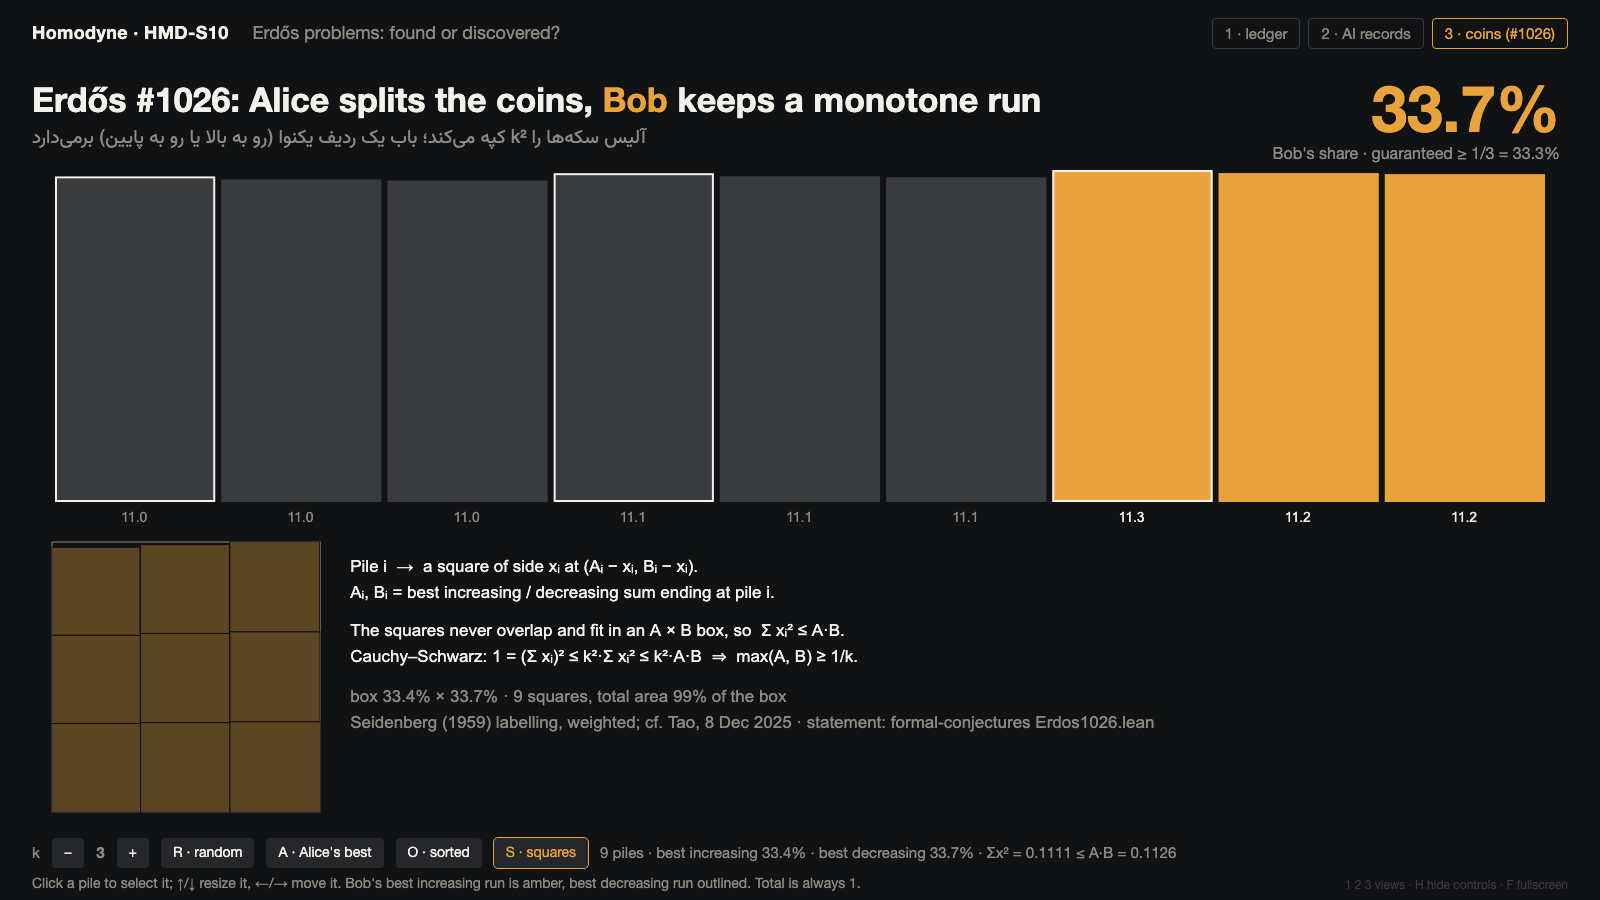 Homodyne · HMD-S10
Erdős problems: found or discovered?
1 · ledger
2 · AI records
3 · coins (#1026)
Erdős #1026: Alice splits the coins, Bob keeps a monotone run
آلیس سکه‌ها را k² کپه می‌کند؛ باب یک ردیف یکنوا (رو به بالا یا رو به پایین) برمی‌دارد
33.7%
Bob's share · guaranteed ≥ 1/3 = 33.3%
11.0
11.0
11.0
11.1
11.1
11.1
11.3
11.2
11.2
Pile i → a square of side xᵢ at (Aᵢ − xᵢ, Bᵢ − xᵢ).
Aᵢ, Bᵢ = best increasing / decreasing sum ending at pile i.
The squares never overlap and fit in an A × B box, so Σ xᵢ² ≤ A·B.
Cauchy–Schwarz: 1 = (Σ xᵢ)² ≤ k²·Σ xᵢ² ≤ k²·A·B ⇒ max(A, B) ≥ 1/k.
box 33.4% × 33.7% · 9 squares, total area 99% of the box
Seidenberg (1959) labelling, weighted; cf. Tao, 8 Dec 2025 · statement: formal-conjectures Erdos1026.lean
k − 3 + R · random A · Alice's best O · sorted S · squares 9 piles · best increasing 33.4% · best decreasing 33.7% · Σx² = 0.1111 ≤ A·B = 0.1126
Click a pile to select it; ↑/↓ resize it, ←/→ move it. Bob's best increasing run is amber, best decreasing run outlined. Total is always 1.
1 2 3 views · H hide controls · F fullscreen